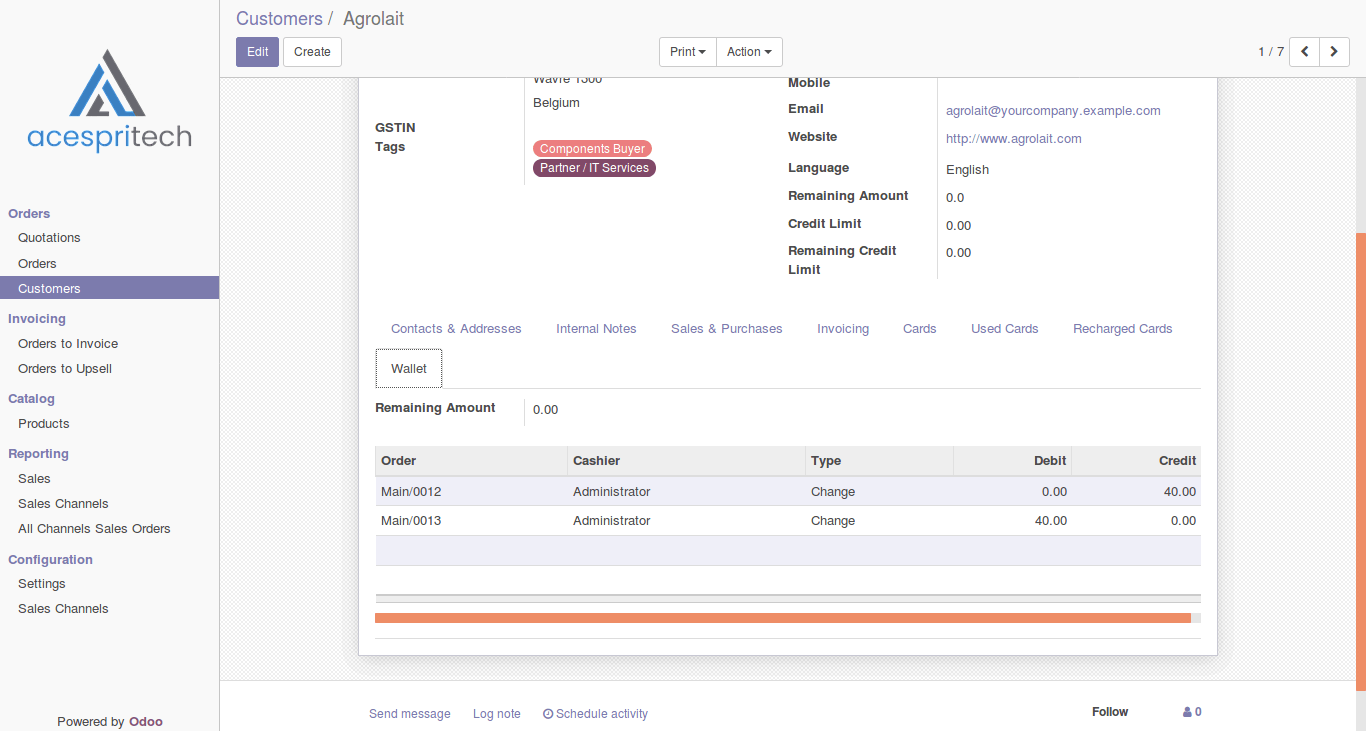 Customers / Agrolait
Edit Create Print Action 1 / 7
acespritech
Orders
Quotations
Orders
Customers
Invoicing
Orders to Invoice
Orders to Upsell
Catalog
Products
Reporting
Sales
Sales Channels
All Channels Sales Orders
Configuration
Settings
Sales Channels
Powered by Odoo
Wavre 1300
Belgium
GSTIN
Tags
Components Buyer
Partner / IT Services
Mobile
Email agrolait@yourcompany.example.com
Website http://www.agrolait.com
Language English
Remaining Amount 0.0
Credit Limit 0.00
Remaining Credit 0.00
Limit
Contacts & Addresses Internal Notes Sales & Purchases Invoicing Cards Used Cards Recharged Cards
Wallet
Remaining Amount 0.00
Order Cashier Type Debit Credit
Main/0012 Administrator Change 0.00 40.00
Main/0013 Administrator Change 40.00 0.00
Send message Log note Schedule activity Follow 0